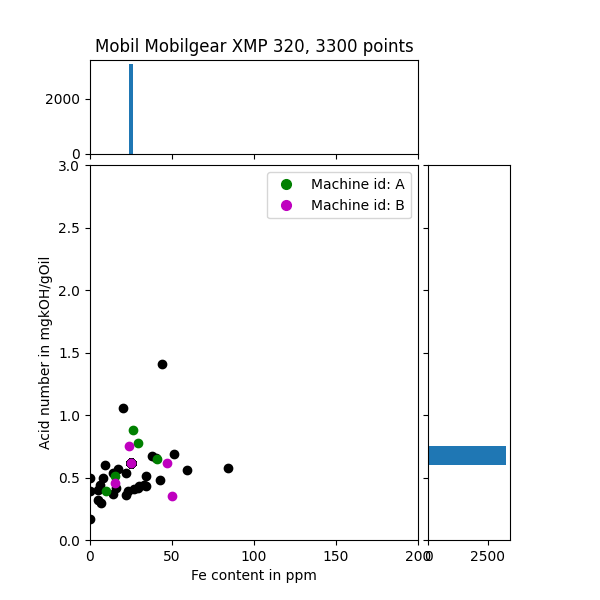 Mobil Mobilgear XMP 320, 3300 points
2000
0
3.0
2.5
2.0
1.5
1.0
0.5
0.0
Machine id: A
Machine id: B
Acid number in mgkOH/gOil
0 50 100 150 200
0 2500
Fe content in ppm